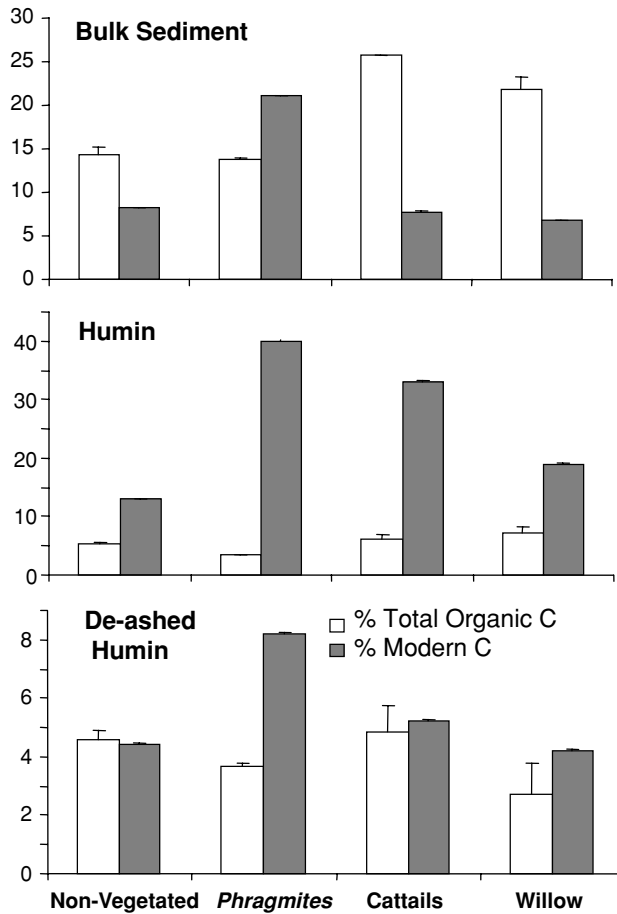 Bulk Sediment
30
25
20
15
10
5
0
Humin
40
30
20
10
0
De-ashed
Humin
% Total Organic C
% Modern C
8
6
4
2
0
Non-Vegetated Phragmites Cattails Willow